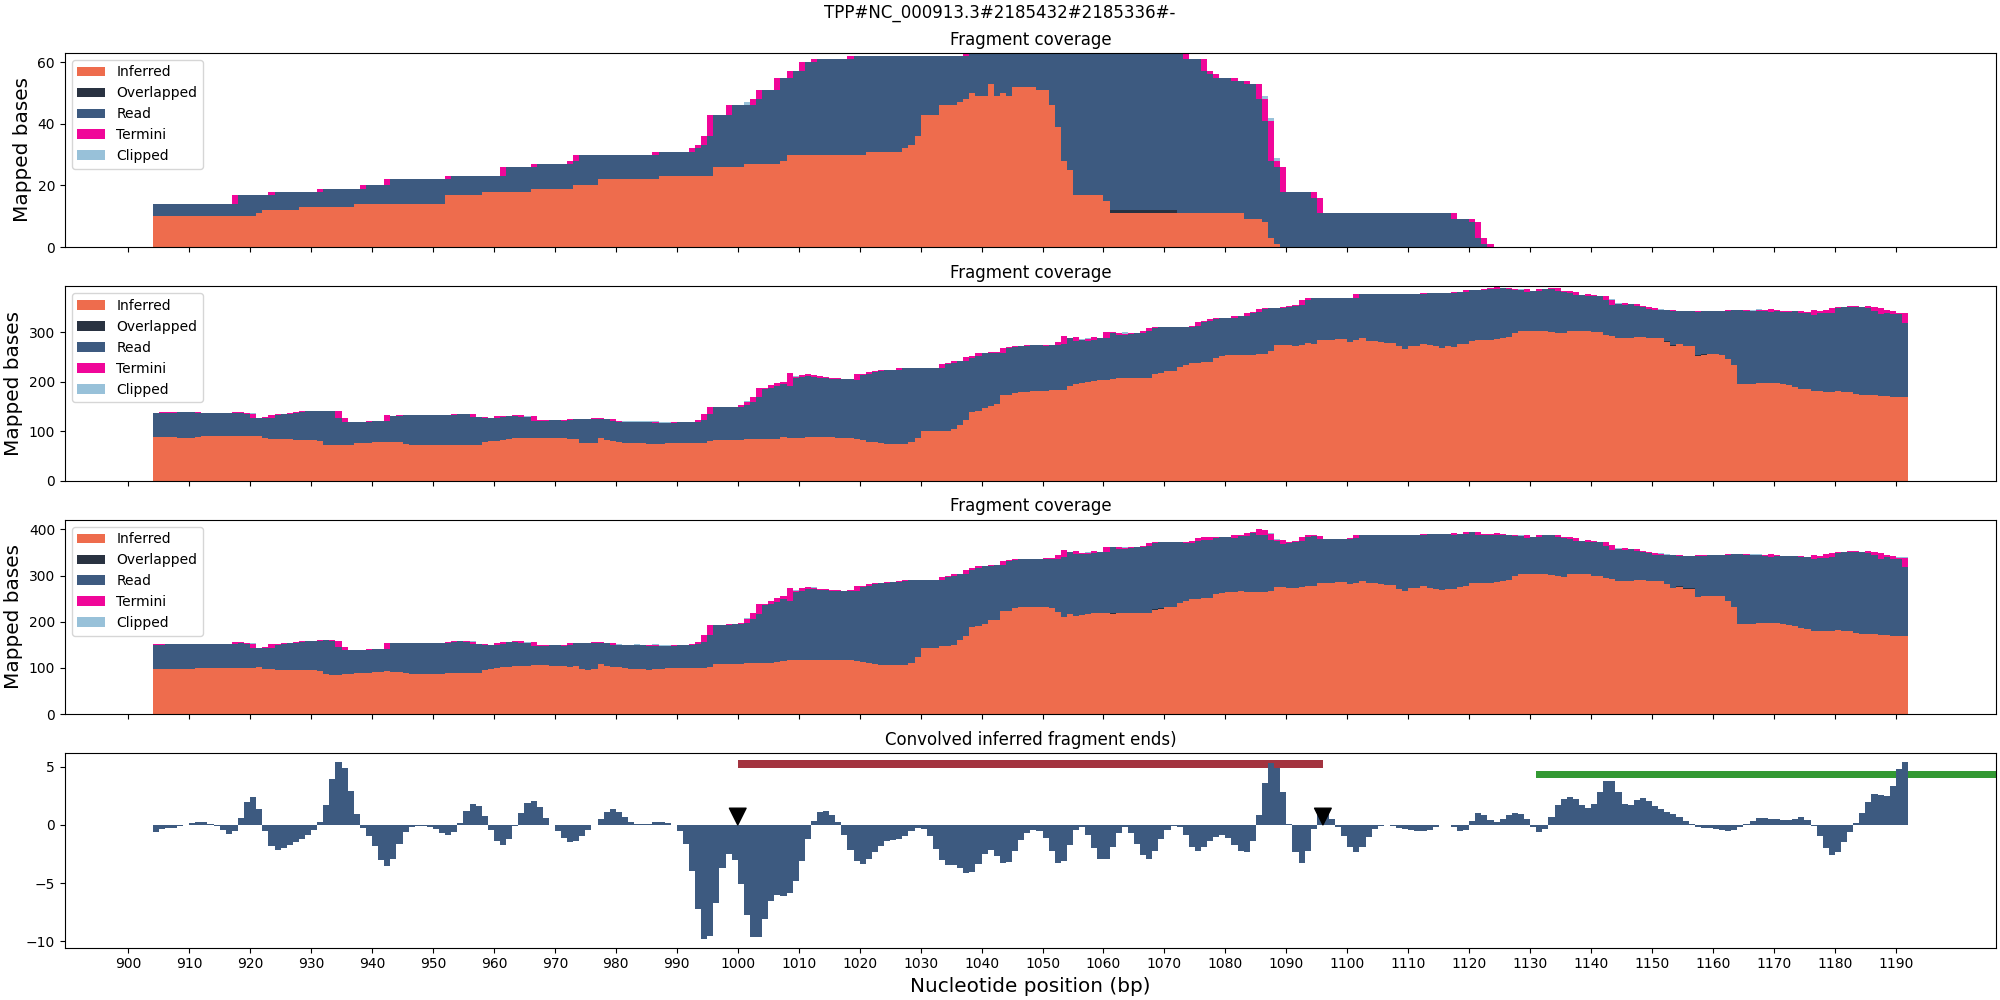 TPP#NC_000913.3#2185432#2185336#-
Fragment coverage
Mapped bases
60
40
20
0
Inferred
Overlapped
Read
Termini
Clipped
Fragment coverage
Mapped bases
300
200
100
0
Inferred
Overlapped
Read
Termini
Clipped
Fragment coverage
Mapped bases
400
300
200
100
0
Inferred
Overlapped
Read
Termini
Clipped
Convolved inferred fragment ends)
5
0
−5
−10
900 910 920 930 940 950 960 970 980 990 1000 1010 1020 1030 1040 1050 1060 1070 1080 1090 1100 1110 1120 1130 1140 1150 1160 1170 1180 1190
Nucleotide position (bp)